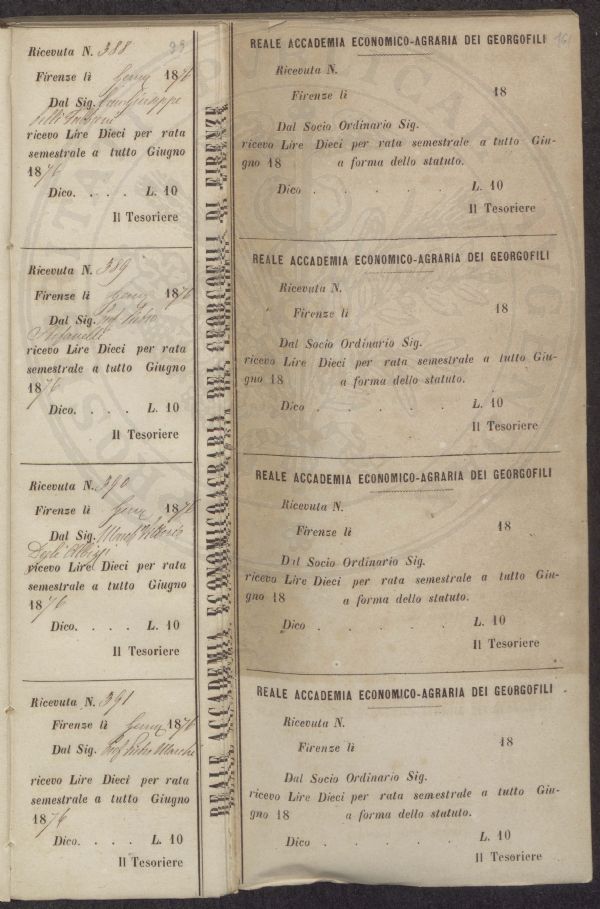 Ricevuta N. 388
Firenze lì 1876
Dal Sig.
ricevo Lire Dieci per rata
semestrale a tutto Giugno
1876
Dico. . . . L. 10
Il Tesoriere
Ricevuta N. 389
Firenze lì 1876
Dal Sig. Pietro
Stefanelli
ricevo Lire Dieci per rata
semestrale a tutto Giugno
1876
Dico. . . . L. 10
Il Tesoriere
Ricevuta N. 390
Firenze lì 1876
Dal Sig. March Vittorio
Degli Albizzi
ricevo Lire Dieci per rata
semestrale a tutto Giugno
1876
Dico. . . . L. 10
Il Tesoriere
Ricevuta N. 391
Firenze lì 1876
Dal Sig. Prof Pietro Marchi
ricevo Lire Dieci per rata
semestrale a tutto Giugno
1876
Dico. . . . L. 10
Il Tesoriere
REALE ACCADEMIA ECONOMICO-AGRARIA DEI GEORGOFILI DI FIRENZE
REALE ACCADEMIA ECONOMICO-AGRARIA DEI GEORGOFILI
Ricevuta N.
Firenze lì 18
Dal Socio Ordinario Sig.
ricevo Lire Dieci per rata semestrale a tutto Giu-
gno 18 a forma dello statuto.
Dico . . . . . L. 10
Il Tesoriere
REALE ACCADEMIA ECONOMICO-AGRARIA DEI GEORGOFILI
Ricevuta N.
Firenze lì 18
Dal Socio Ordinario Sig.
ricevo Lire Dieci per rata semestrale a tutto Giu-
gno 18 a forma dello statuto.
Dico . . . . . L. 10
Il Tesoriere
REALE ACCADEMIA ECONOMICO-AGRARIA DEI GEORGOFILI
Ricevuta N.
Firenze lì 18
Dal Socio Ordinario Sig.
ricevo Lire Dieci per rata semestrale a tutto Giu-
gno 18 a forma dello statuto.
Dico . . . . . L. 10
Il Tesoriere
REALE ACCADEMIA ECONOMICO-AGRARIA DEI GEORGOFILI
Ricevuta N.
Firenze lì 18
Dal Socio Ordinario Sig.
ricevo Lire Dieci per rata semestrale a tutto Giu-
gno 18 a forma dello statuto.
Dico . . . . . L. 10
Il Tesoriere